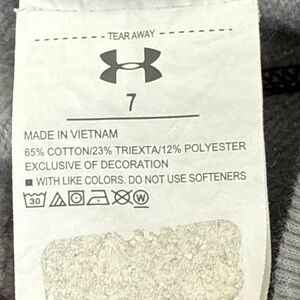 TEAR AWAY
7
MADE IN VIETNAM
65% COTTON/23% TRIEXTA/12% POLYESTER
EXCLUSIVE OF DECORATION
■ WITH LIKE COLORS. DO NOT USE SOFTENERS
30 W